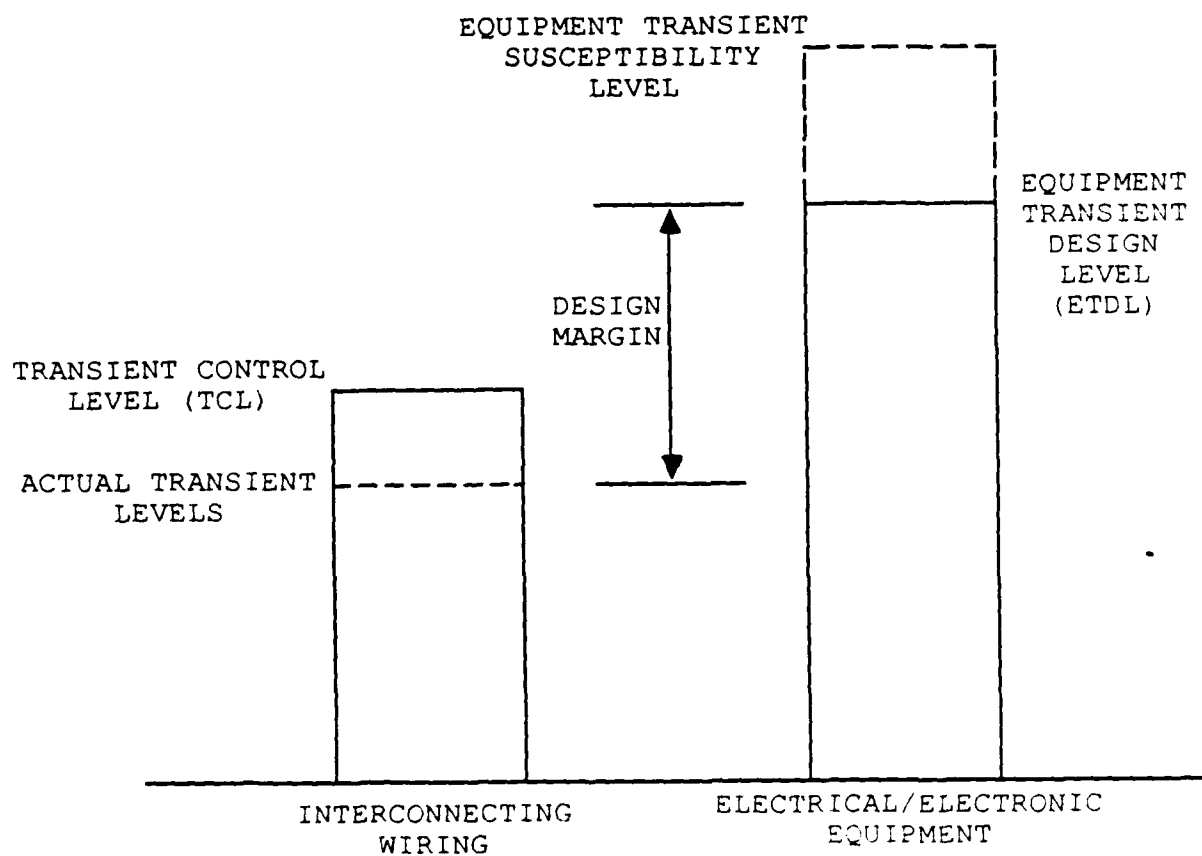 EQUIPMENT TRANSIENT
SUSCEPTIBILITY
LEVEL
EQUIPMENT
TRANSIENT
DESIGN
LEVEL
(ETDL)
DESIGN
MARGIN
TRANSIENT CONTROL
LEVEL (TCL)
ACTUAL TRANSIENT
LEVELS
INTERCONNECTING
WIRING
ELECTRICAL/ELECTRONIC
EQUIPMENT